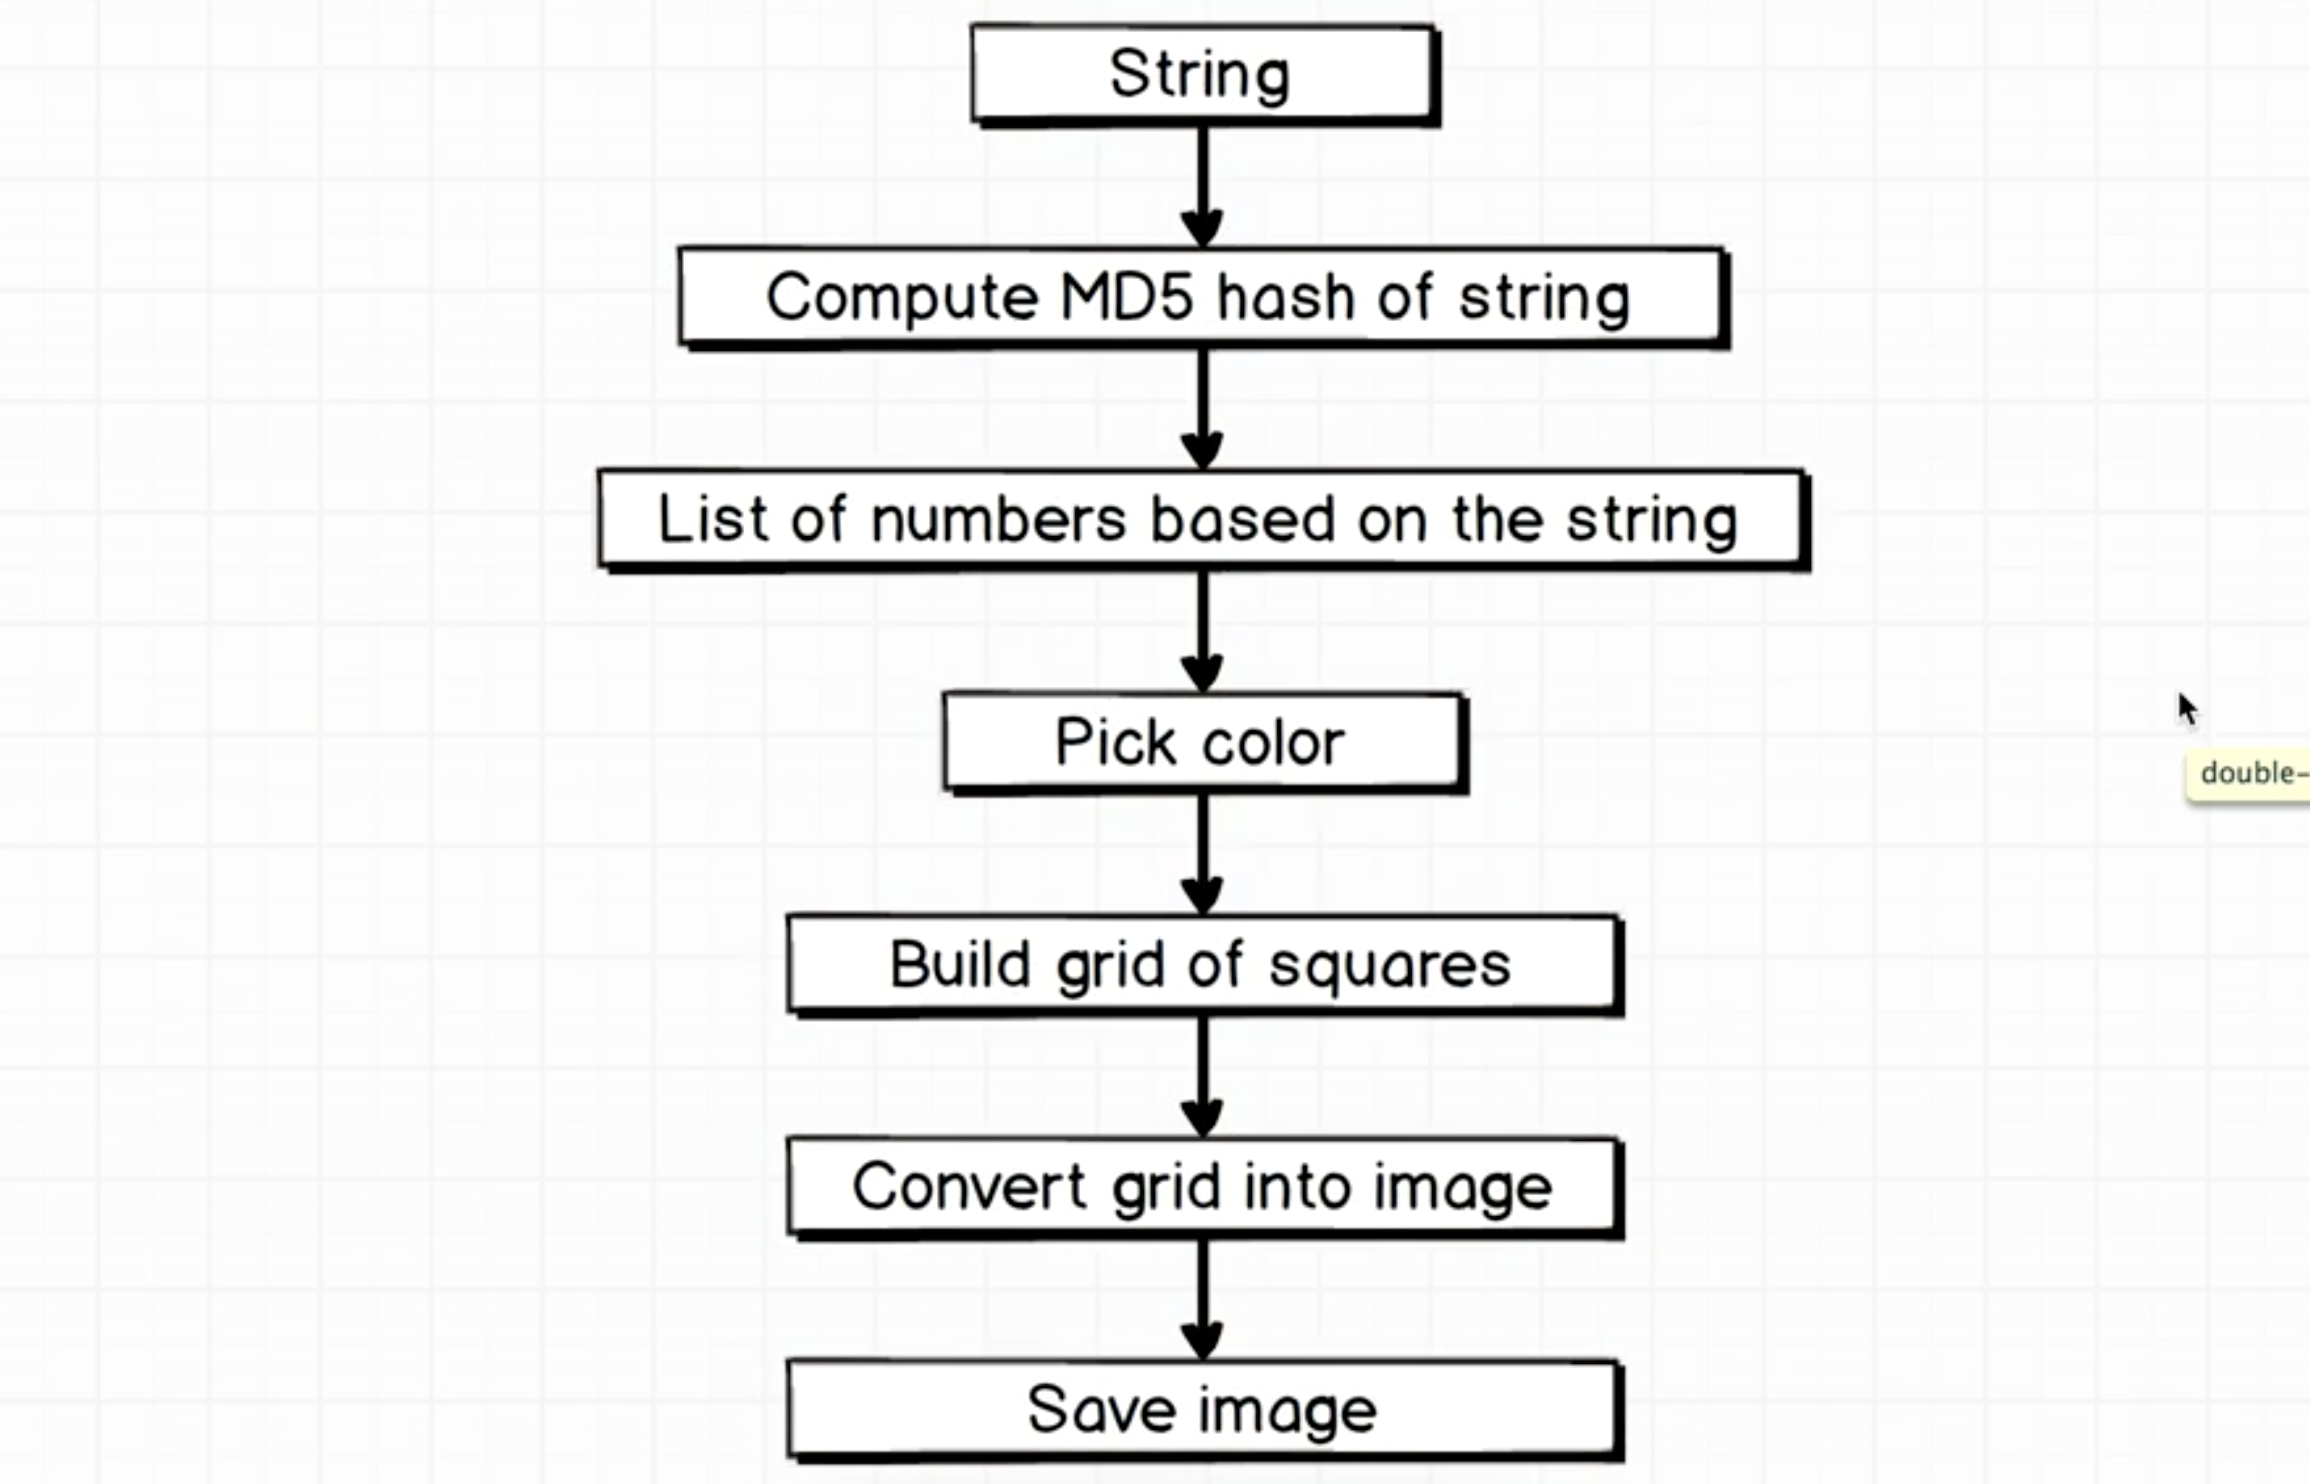 String
Compute MD5 hash of string
List of numbers based on the string
Pick color
double-
Build grid of squares
Convert grid into image
Save image